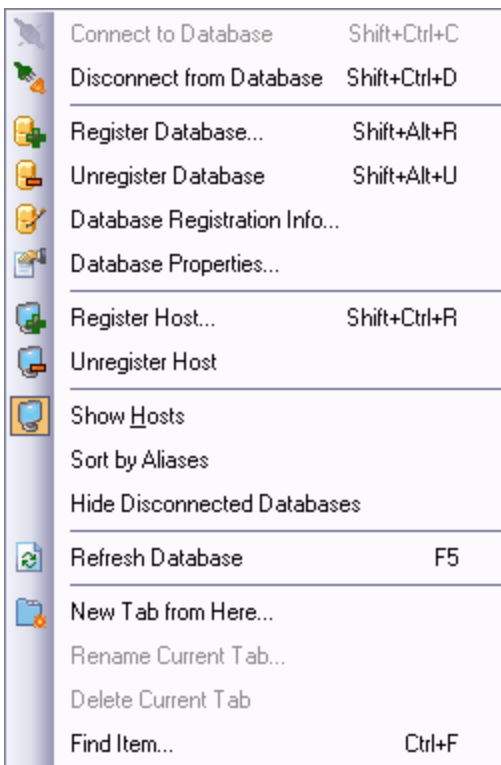 Connect to Database Shift+Ctrl+C
Disconnect from Database Shift+Ctrl+D
Register Database... Shift+Alt+R
Unregister Database Shift+Alt+U
Database Registration Info...
Database Properties...
Register Host... Shift+Ctrl+R
Unregister Host
Show Hosts
Sort by Aliases
Hide Disconnected Databases
Refresh Database F5
New Tab from Here...
Rename Current Tab...
Delete Current Tab
Find Item... Ctrl+F